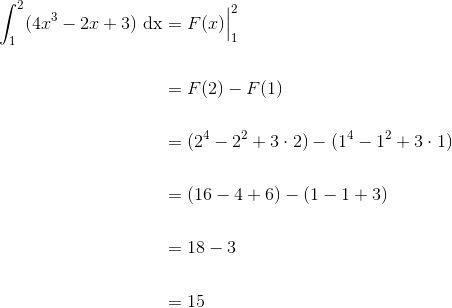 ∫₁²(4x³ − 2x + 3) dx = F(x)|₁²
= F(2) − F(1)
= (2⁴ − 2² + 3 · 2) − (1⁴ − 1² + 3 · 1)
= (16 − 4 + 6) − (1 − 1 + 3)
= 18 − 3
= 15